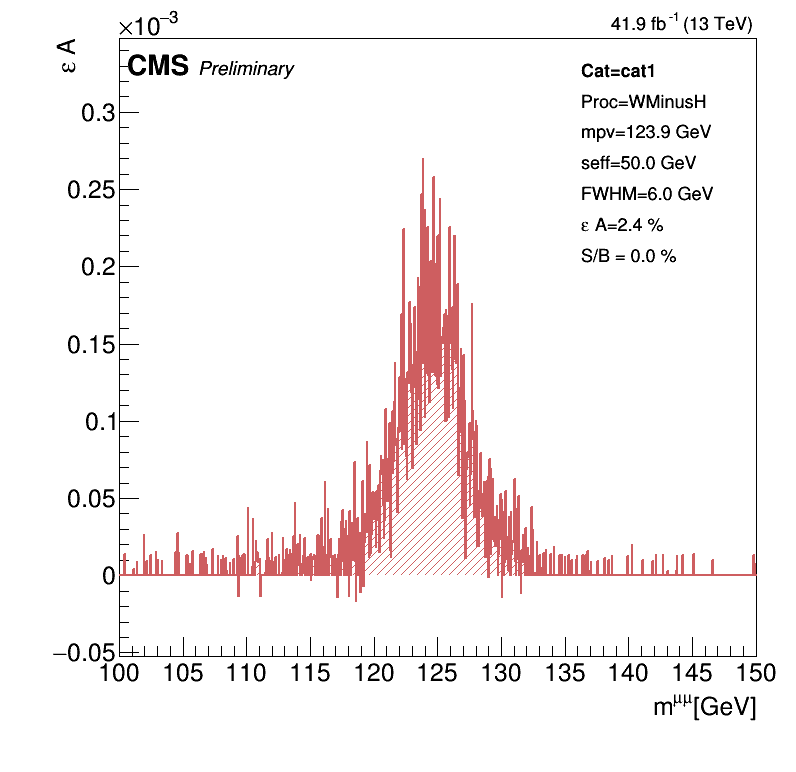 ×10⁻³
41.9 fb⁻¹ (13 TeV)
ε A
CMS Preliminary
Cat=cat1
Proc=WMinusH
mpv=123.9 GeV
seff=50.0 GeV
FWHM=6.0 GeV
ε A=2.4 %
S/B = 0.0 %
0.3
0.25
0.2
0.15
0.1
0.05
0
−0.05
100 105 110 115 120 125 130 135 140 145 150
m^μμ[GeV]